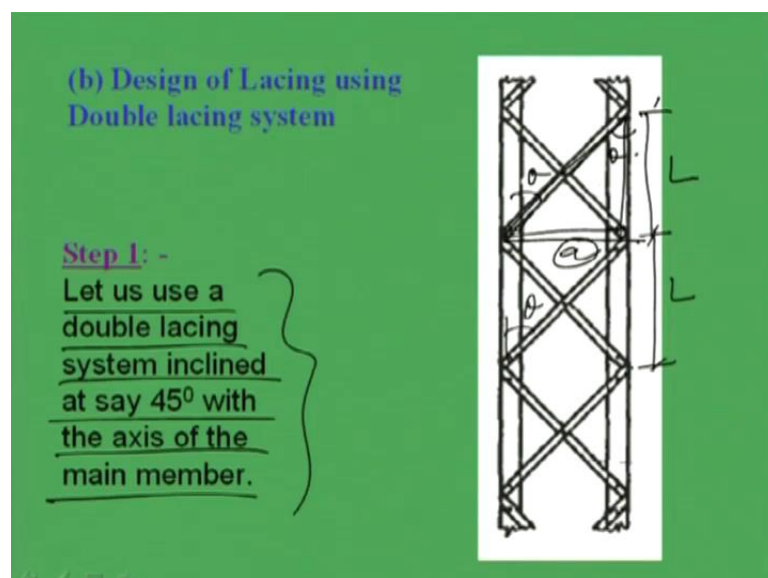 (b) Design of Lacing using
Double lacing system
Step 1: -
Let us use a
double lacing
system inclined
at say 45⁰ with
the axis of the
main member.
θ
θ
L
a
θ
L